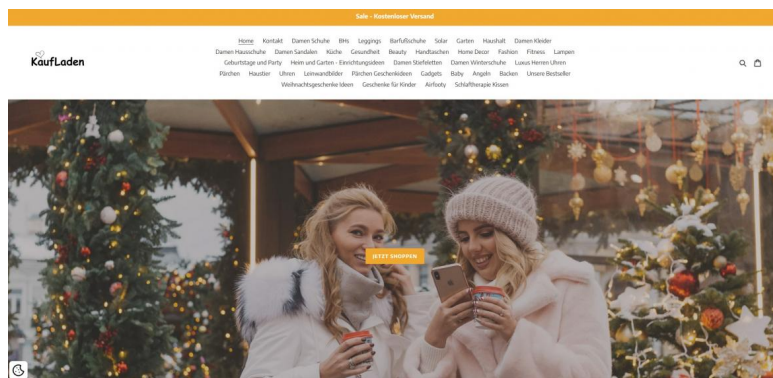 Sale - Kostenloser Versand
Home Kontakt Damen Schuhe BHs Leggings Barfußschuhe Solar Garten Haushalt Damen Kleider
Damen Hausschuhe Damen Sandalen Küche Gesundheit Beauty Handtaschen Home Decor Fashion Fitness Lampen
KaufLaden
Geburtstage und Party Heim und Garten - Einrichtungsideen Damen Stiefeletten Damen Winterschuhe Luxus Herren Uhren
Pärchen Haustier Uhren Leinwandbilder Pärchen Geschenkideen Gadgets Baby Angeln Backen Unsere Bestseller
Weihnachtsgeschenke Ideen Geschenke für Kinder Airfooty Schlaftherapie Kissen
JETZT SHOPPEN